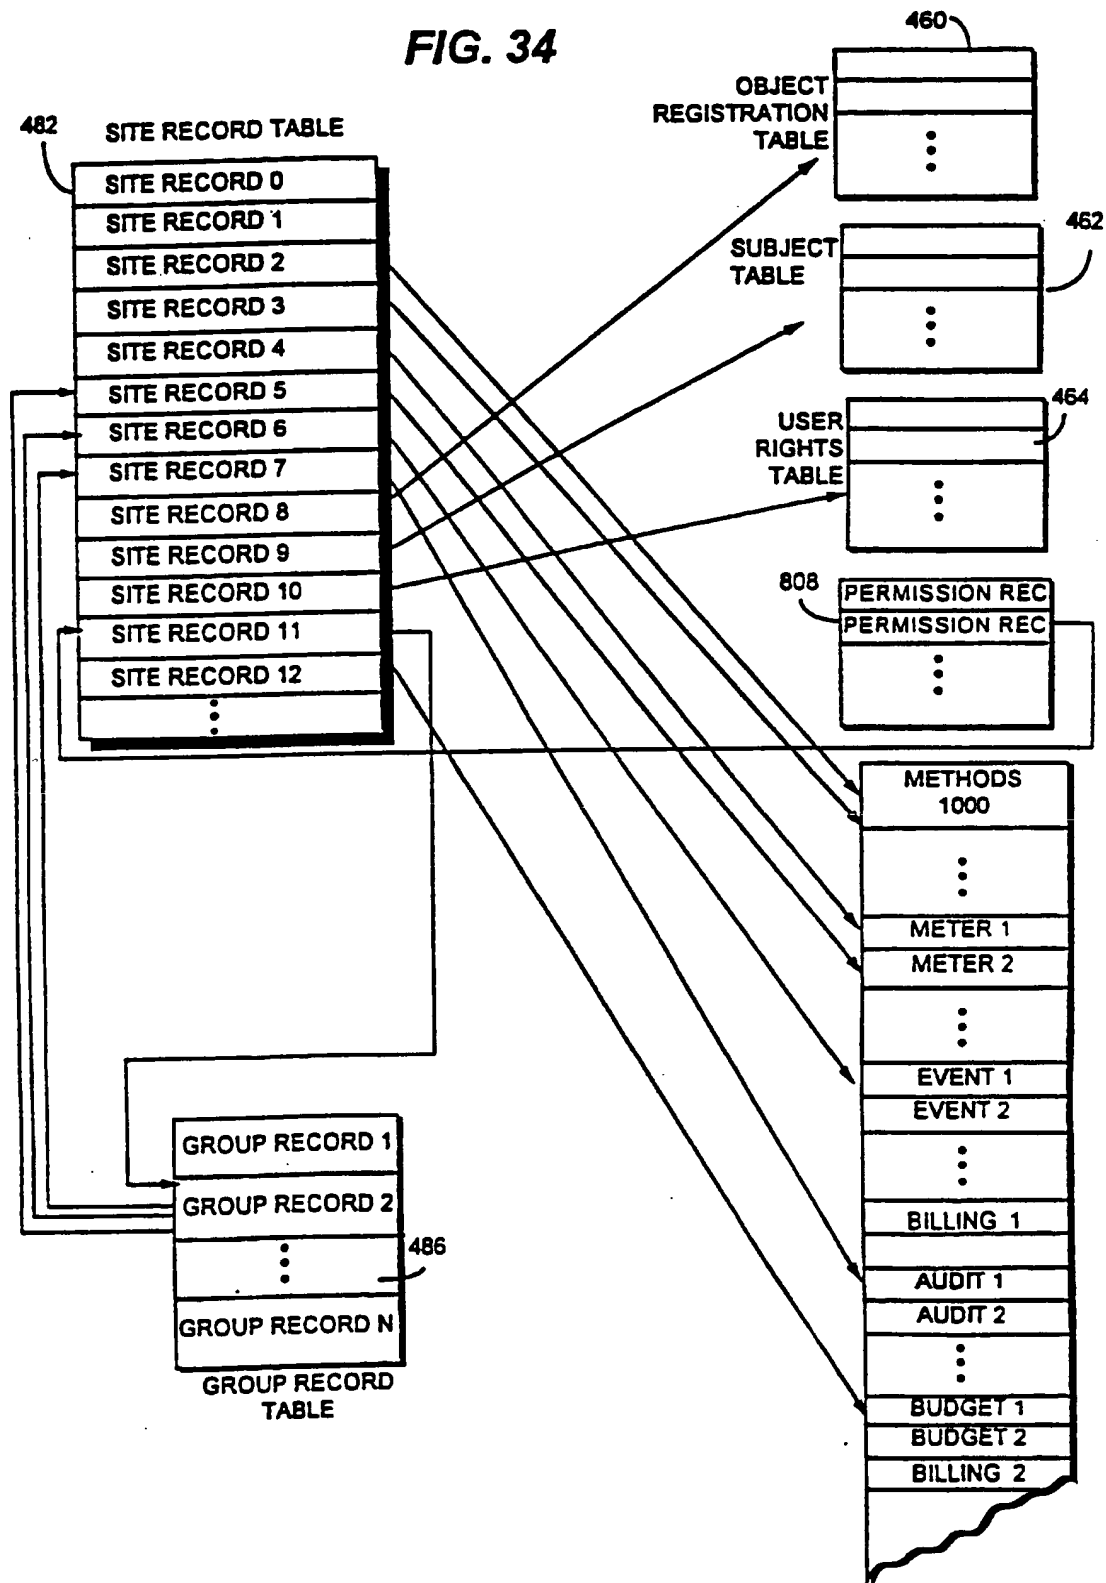 FIG. 34
460
OBJECT
REGISTRATION
TABLE
482
SITE RECORD TABLE
SITE RECORD 0
SITE RECORD 1
SITE RECORD 2
SITE RECORD 3
SITE RECORD 4
SITE RECORD 5
SITE RECORD 6
SITE RECORD 7
SITE RECORD 8
SITE RECORD 9
SITE RECORD 10
SITE RECORD 11
SITE RECORD 12
SUBJECT
TABLE
462
USER
RIGHTS
TABLE
464
808
PERMISSION REC
PERMISSION REC
METHODS
1000
METER 1
METER 2
EVENT 1
EVENT 2
BILLING 1
AUDIT 1
AUDIT 2
BUDGET 1
BUDGET 2
BILLING 2
GROUP RECORD 1
GROUP RECORD 2
486
GROUP RECORD N
GROUP RECORD
TABLE